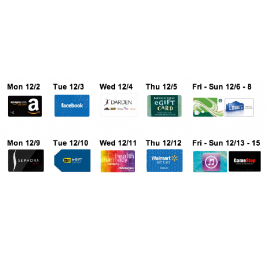 Mon 12/2 Tue 12/3 Wed 12/4 Thu 12/5 Fri - Sun 12/6 - 8
a facebook DARDEN eGIFT CARD
Mon 12/9 Tue 12/10 Wed 12/11 Thu 12/12 Fri - Sun 12/13 - 15
SEPHORA BEST BUY Walmart GameStop